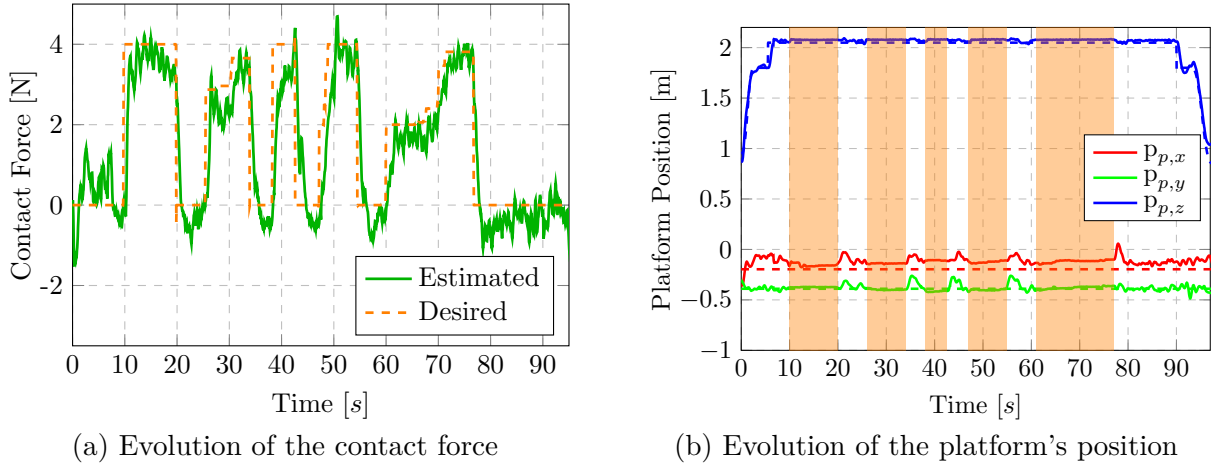 4
2
0
-2
Contact Force [N]
Estimated
Desired
0 10 20 30 40 50 60 70 80 90
Time [s]
(a) Evolution of the contact force
2
1.5
1
0.5
0
−0.5
−1
Platform Position [m]
p_{p,x}
p_{p,y}
p_{p,z}
0 10 20 30 40 50 60 70 80 90
Time [s]
(b) Evolution of the platform's position